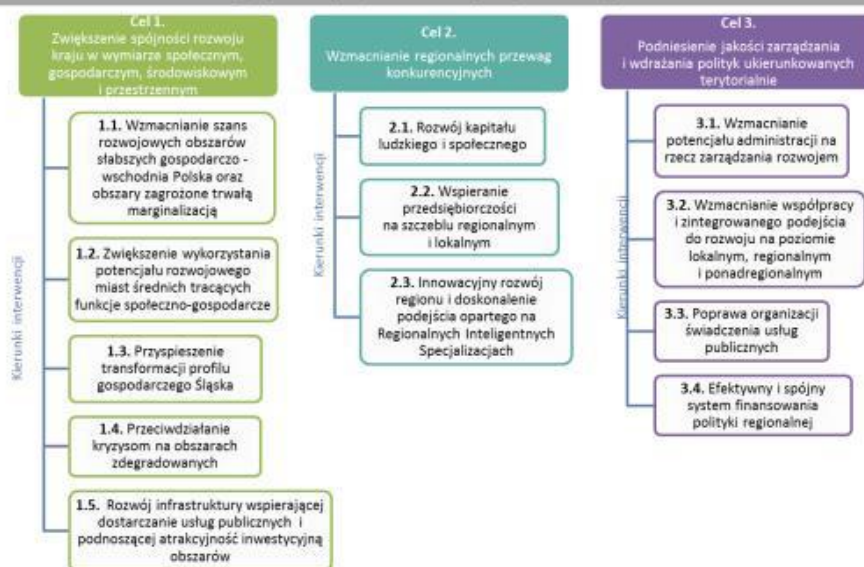 Cel 1.
Zwiększenie spójności rozwoju
kraju w wymiarze społecznym,
gospodarczym, środowiskowym
i przestrzennym
Kierunki interwencji
1.1. Wzmacnianie szans
rozwojowych obszarów
słabszych gospodarczo -
wschodnia Polska oraz
obszary zagrożone trwałą
marginalizacją
1.2. Zwiększenie wykorzystania
potencjału rozwojowego
miast średnich tracących
funkcje społeczno-gospodarcze
1.3. Przyspieszenie
transformacji profilu
gospodarczego Śląska
1.4. Przeciwdziałanie
kryzysom na obszarach
zdegradowanych
1.5. Rozwój infrastruktury wspierającej
dostarczanie usług publicznych i
podnoszącej atrakcyjność inwestycyjną
obszarów
Cel 2.
Wzmacnianie regionalnych przewag
konkurencyjnych
Kierunki interwencji
2.1. Rozwój kapitału
ludzkiego i społecznego
2.2. Wspieranie
przedsiębiorczości
na szczeblu regionalnym
i lokalnym
2.3. Innowacyjny rozwój
regionu i doskonalenie
podejścia opartego na
Regionalnych Inteligentnych
Specjalizacjach
Cel 3.
Podniesienie jakości zarządzania
i wdrażania polityk ukierunkowanych
terytorialnie
Kierunki interwencji
3.1. Wzmacnianie
potencjału administracji na
rzecz zarządzania rozwojem
3.2. Wzmacnianie współpracy
i zintegrowanego podejścia
do rozwoju na poziomie
lokalnym, regionalnym
i ponadregionalnym
3.3. Poprawa organizacji
świadczenia usług
publicznych
3.4. Efektywny i spójny
system finansowania
polityki regionalnej